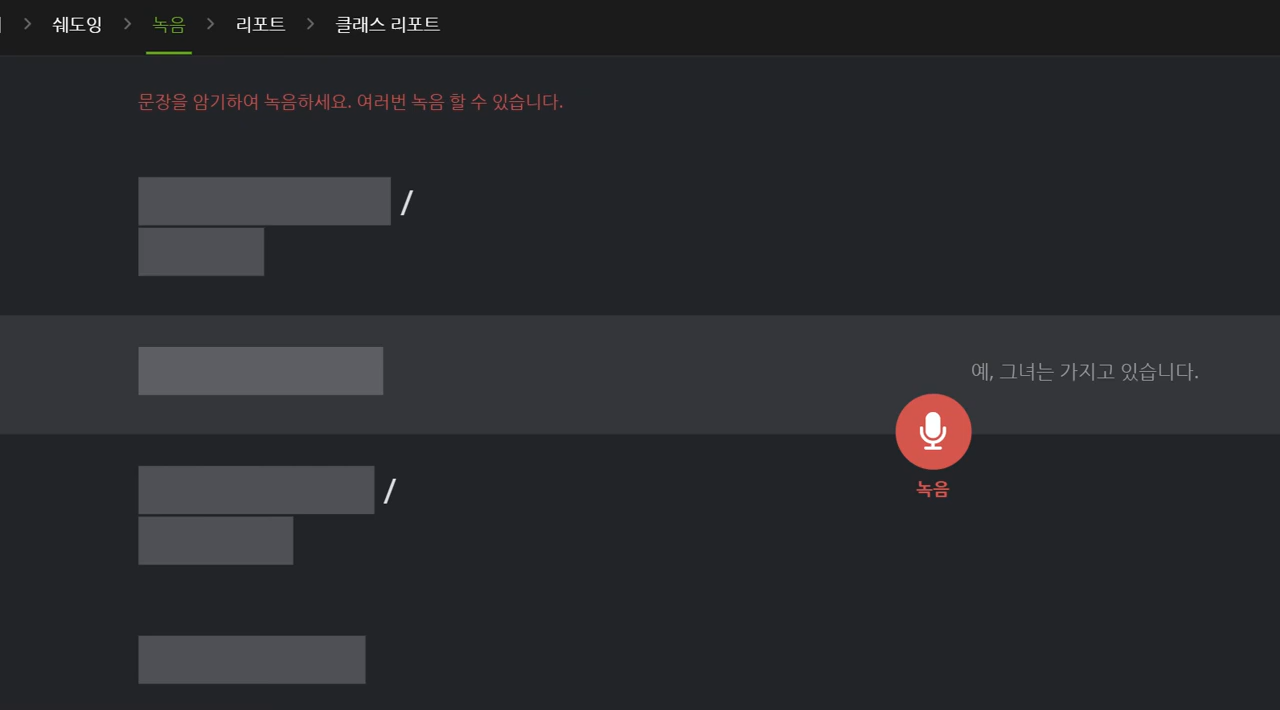 쉐도잉 > 녹음 > 리포트 > 클래스 리포트
문장을 암기하여 녹음하세요. 여러번 녹음 할 수 있습니다.
/
예, 그녀는 가지고 있습니다.
녹음
/